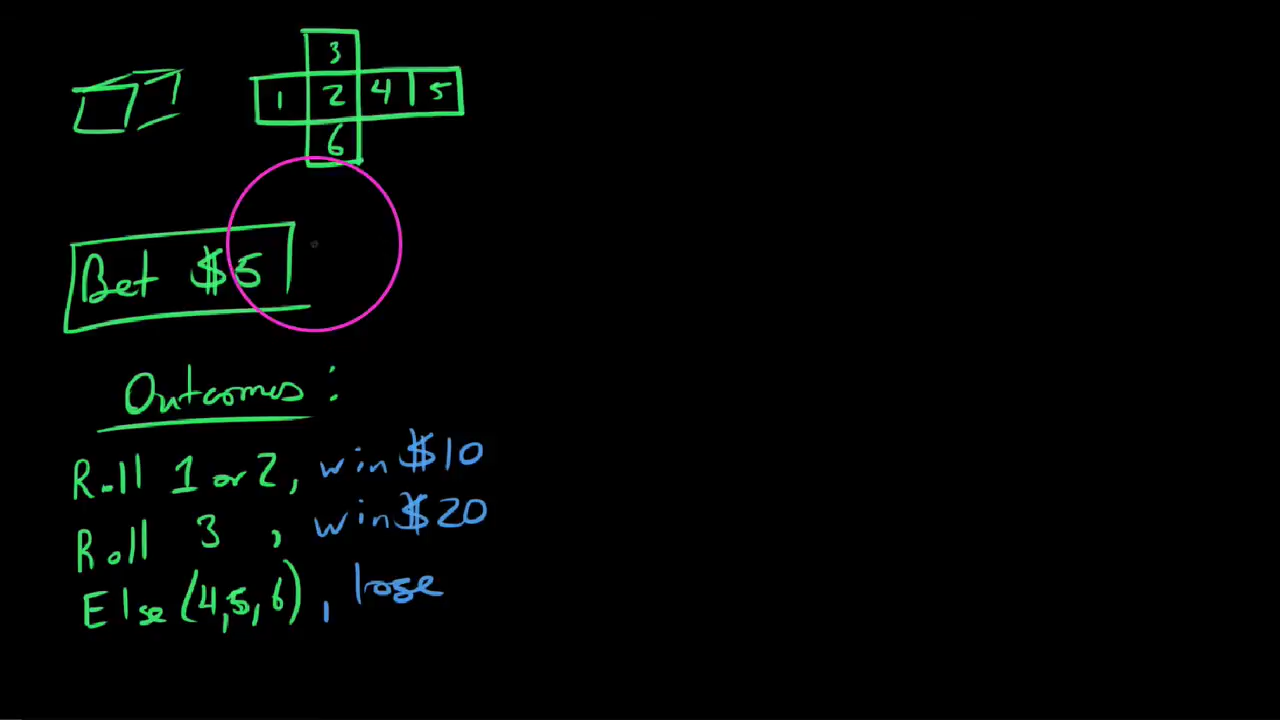 3
1 2 4 5
6
Bet $5
Outcomes:
Roll 1 or 2, win $10
Roll 3, win $20
Else (4,5,6), lose